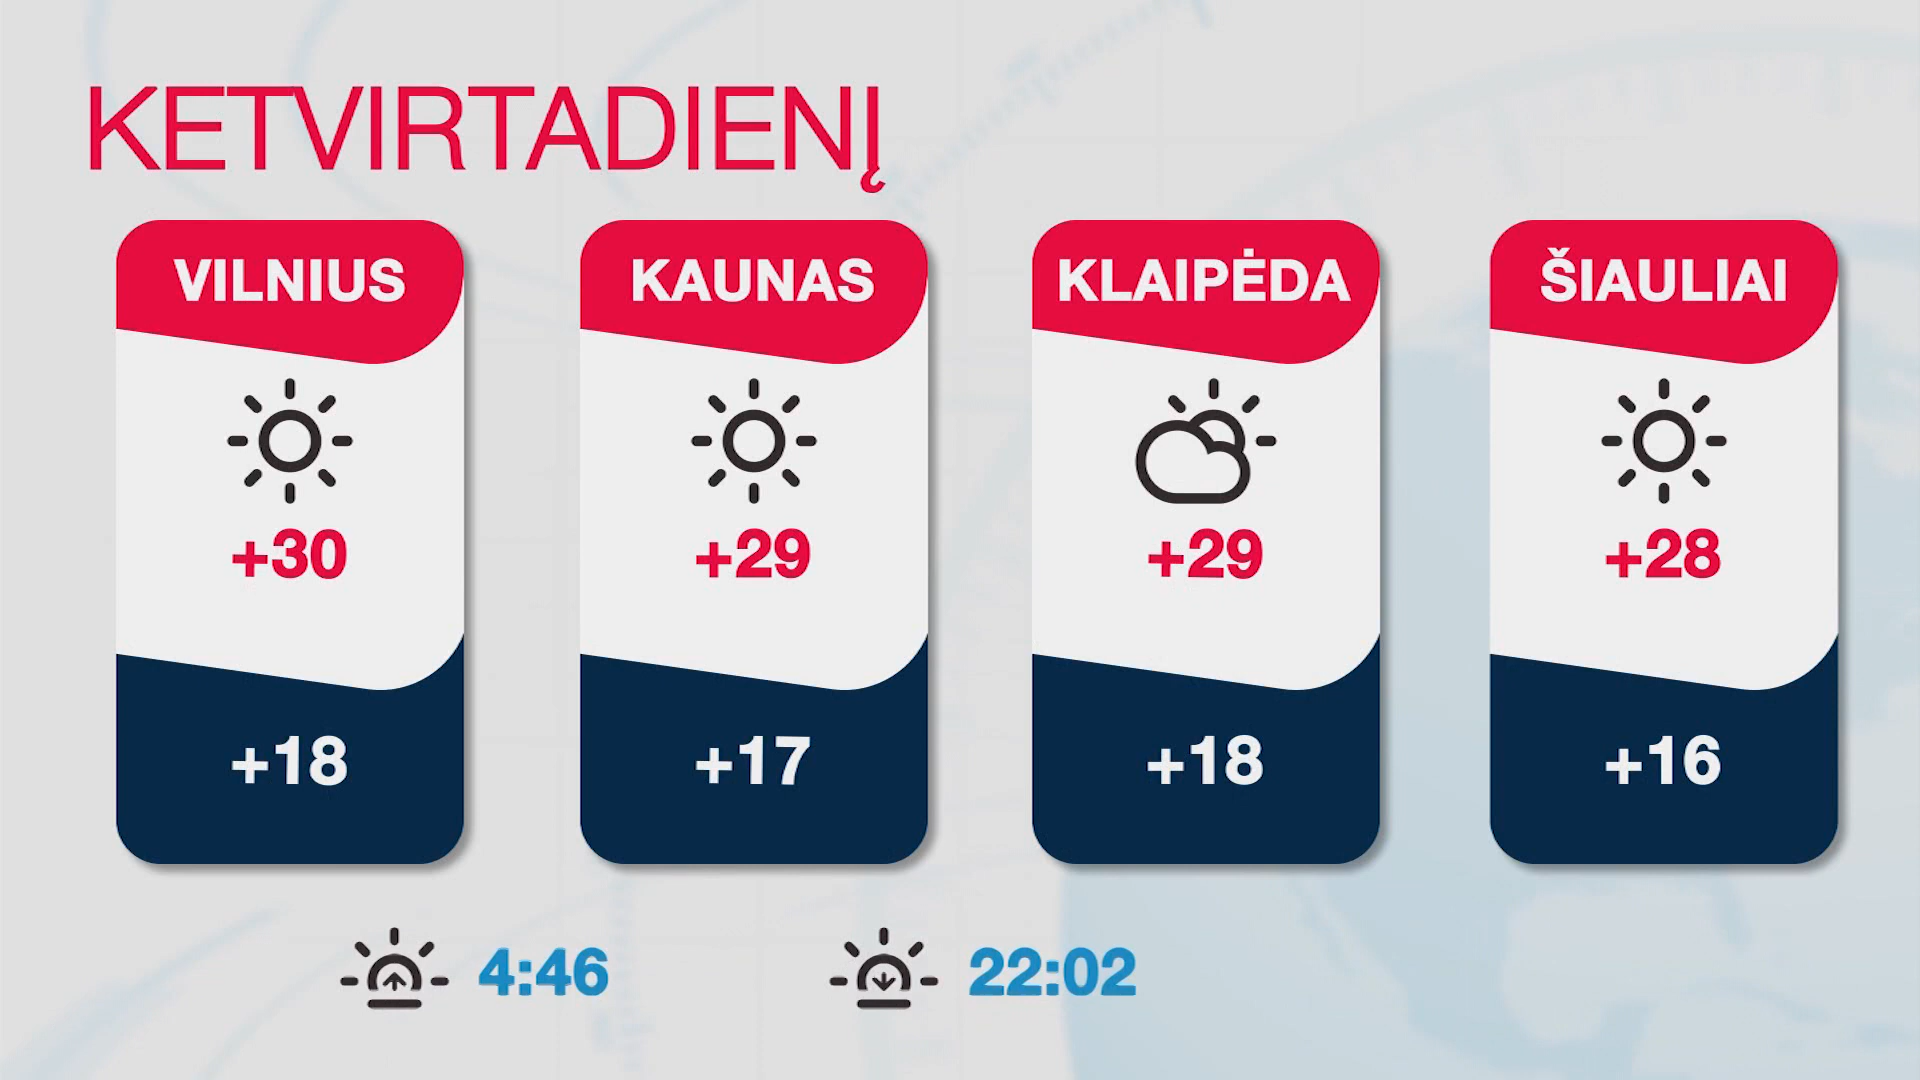 KETVIRTADIENĮ
VILNIUS
KAUNAS
KLAIPĖDA
ŠIAULIAI
+30
+29
+29
+28
+18
+17
+18
+16
4:46
22:02